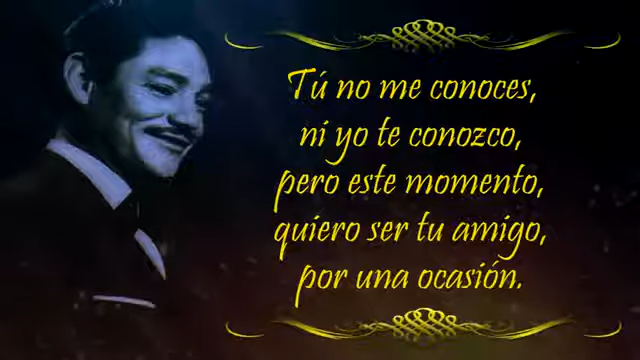 Tú no me conoces,
ni yo te conozco,
pero este momento,
quiero ser tu amigo,
por una ocasión.